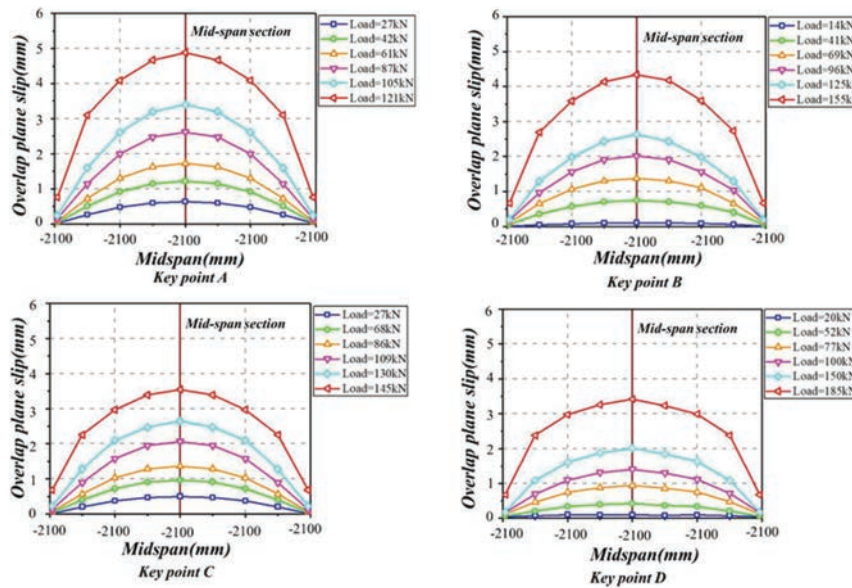 Mid-span section
Load=27kN
Load=42kN
Load=61kN
Load=87kN
Load=105kN
Load=121kN
Overlap plane slip(mm)
6
5
4
3
2
1
0
-2100 -2100 -2100 -2100 -2100
Midspan(mm)
Key point A
Mid-span section
Load=14kN
Load=41kN
Load=69kN
Load=96kN
Load=125kN
Load=155kN
Overlap plane slip(mm)
6
5
4
3
2
1
0
-2100 -2100 -2100 -2100 -2100
Midspan(mm)
Key point B
Mid-span section
Load=27kN
Load=68kN
Load=86kN
Load=109kN
Load=130kN
Load=145kN
Overlap plane slip(mm)
6
5
4
3
2
1
0
-2100 -2100 -2100 -2100 -2100
Midspan(mm)
Key point C
Mid-span section
Load=20kN
Load=52kN
Load=77kN
Load=100kN
Load=150kN
Load=185kN
Overlap plane slip(mm)
6
5
4
3
2
1
0
-2100 -2100 -2100 -2100 -2100
Midspan(mm)
Key point D